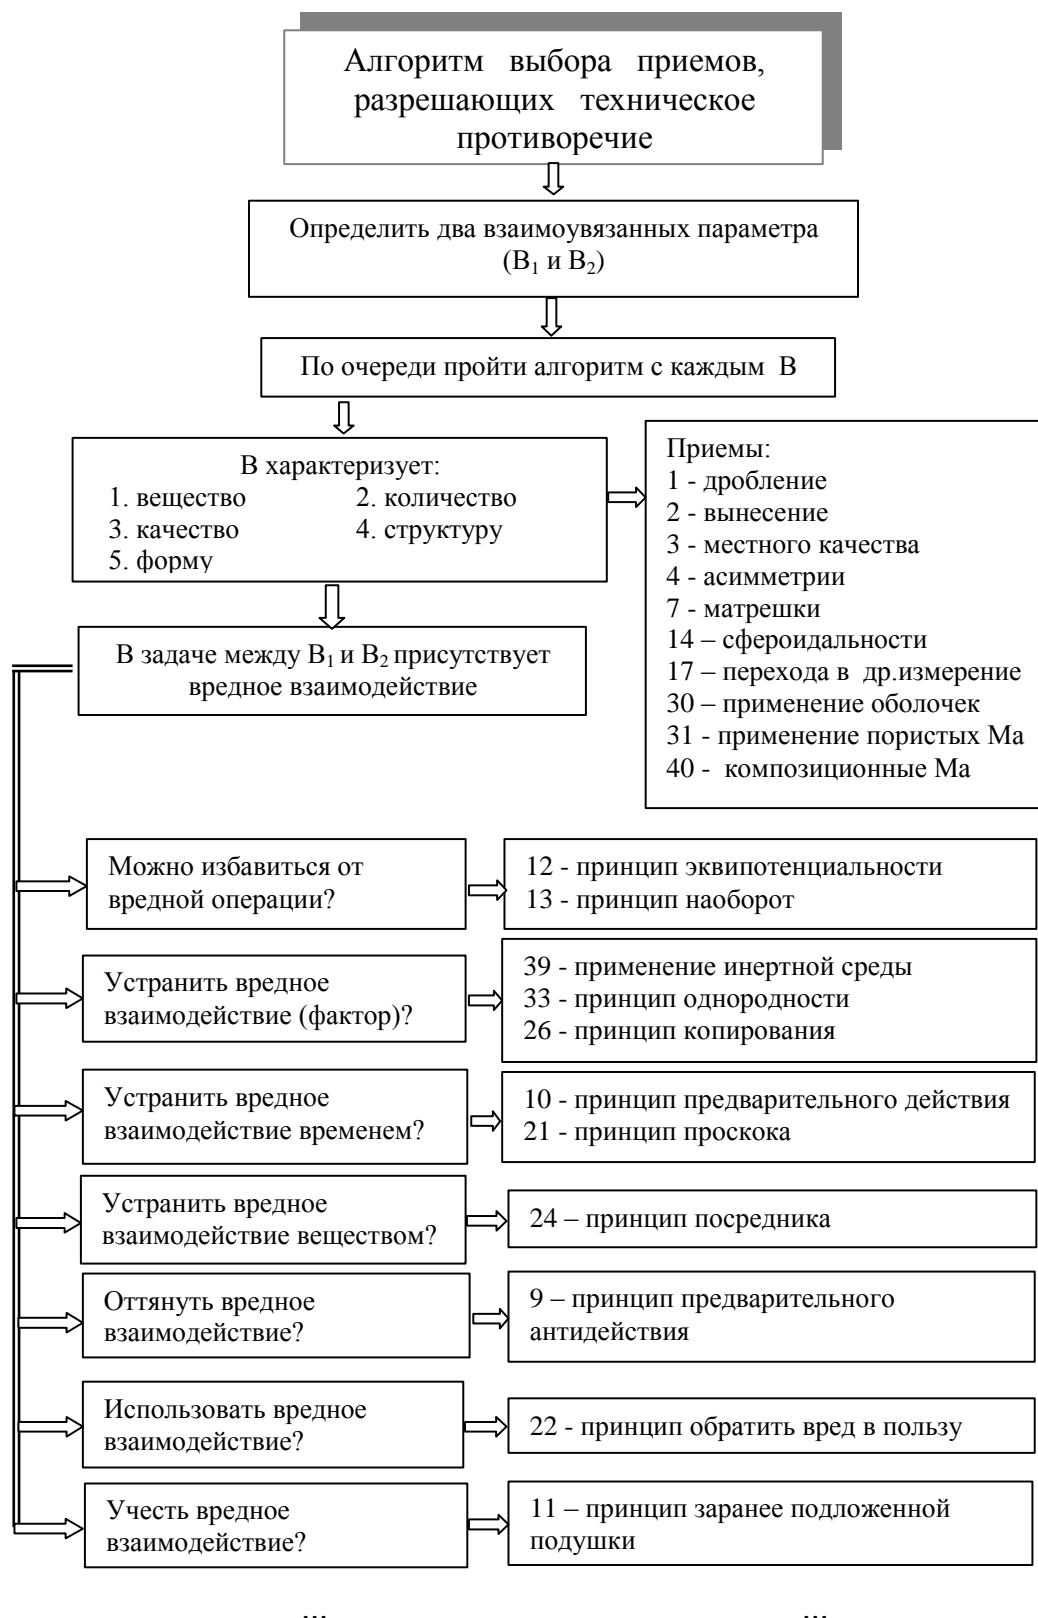 Алгоритм выбора приемов,
разрешающих техническое
противоречие
Определить два взаимоувязанных параметра
(В₁ и В₂)
По очереди пройти алгоритм с каждым В
В характеризует:
1. вещество 2. количество
3. качество 4. структуру
5. форму
Приемы:
1 - дробление
2 - вынесение
3 - местного качества
4 - асимметрии
7 - матрешки
14 – сфероидальности
17 – перехода в др.измерение
30 – применение оболочек
31 - применение пористых Ма
40 - композиционные Ма
В задаче между В₁ и В₂ присутствует
вредное взаимодействие
Можно избавиться от
вредной операции?
12 - принцип эквипотенциальности
13 - принцип наоборот
Устранить вредное
взаимодействие (фактор)?
39 - применение инертной среды
33 - принцип однородности
26 - принцип копирования
Устранить вредное
взаимодействие временем?
10 - принцип предварительного действия
21 - принцип проскока
Устранить вредное
взаимодействие веществом?
24 – принцип посредника
Оттянуть вредное
взаимодействие?
9 – принцип предварительного
антидействия
Использовать вредное
взаимодействие?
22 - принцип обратить вред в пользу
Учесть вредное
взаимодействие?
11 – принцип заранее подложенной
подушки
... ...